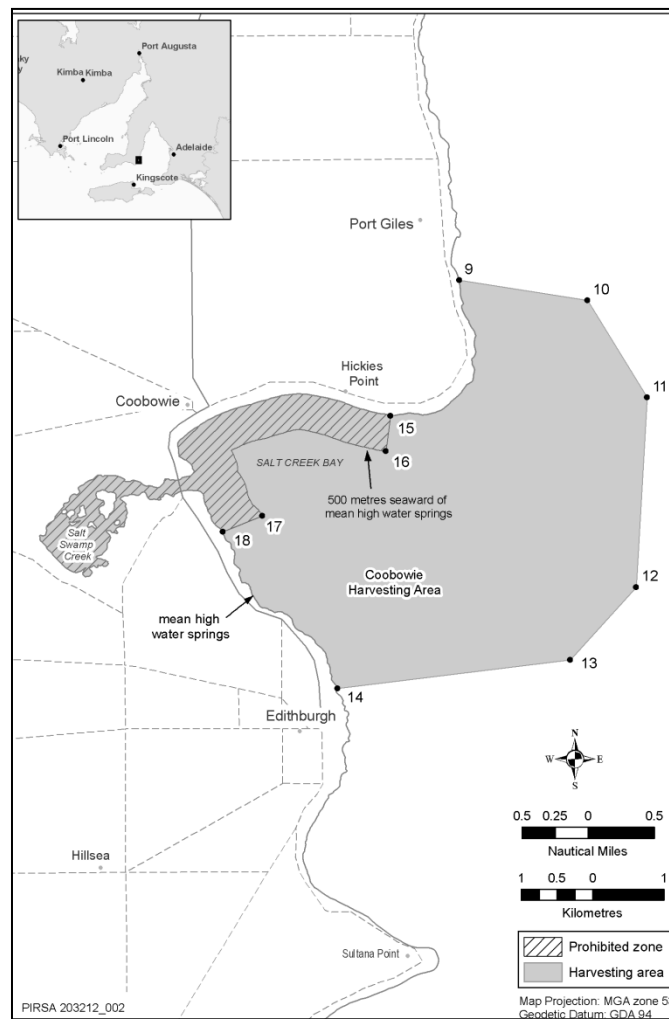 Port Augusta
Kimba Kimba
Port Lincoln
Adelaide
Kingscote
Port Giles
9
10
11
Hickies
Point
Coobowie
15
16
SALT CREEK BAY
500 metres seaward of
mean high water springs
17
18
Salt
Swamp
Creek
Coobowie
Harvesting Area
12
mean high
water springs
13
14
Edithburgh
N
W E
S
0.5 0.25 0 0.5
Nautical Miles
Hillsea
1 0.5 0 1
Kilometres
Prohibited zone
Harvesting area
Sultana Point
PIRSA 203212_002
Map Projection: MGA zone
Geodetic Datum: GDA 94